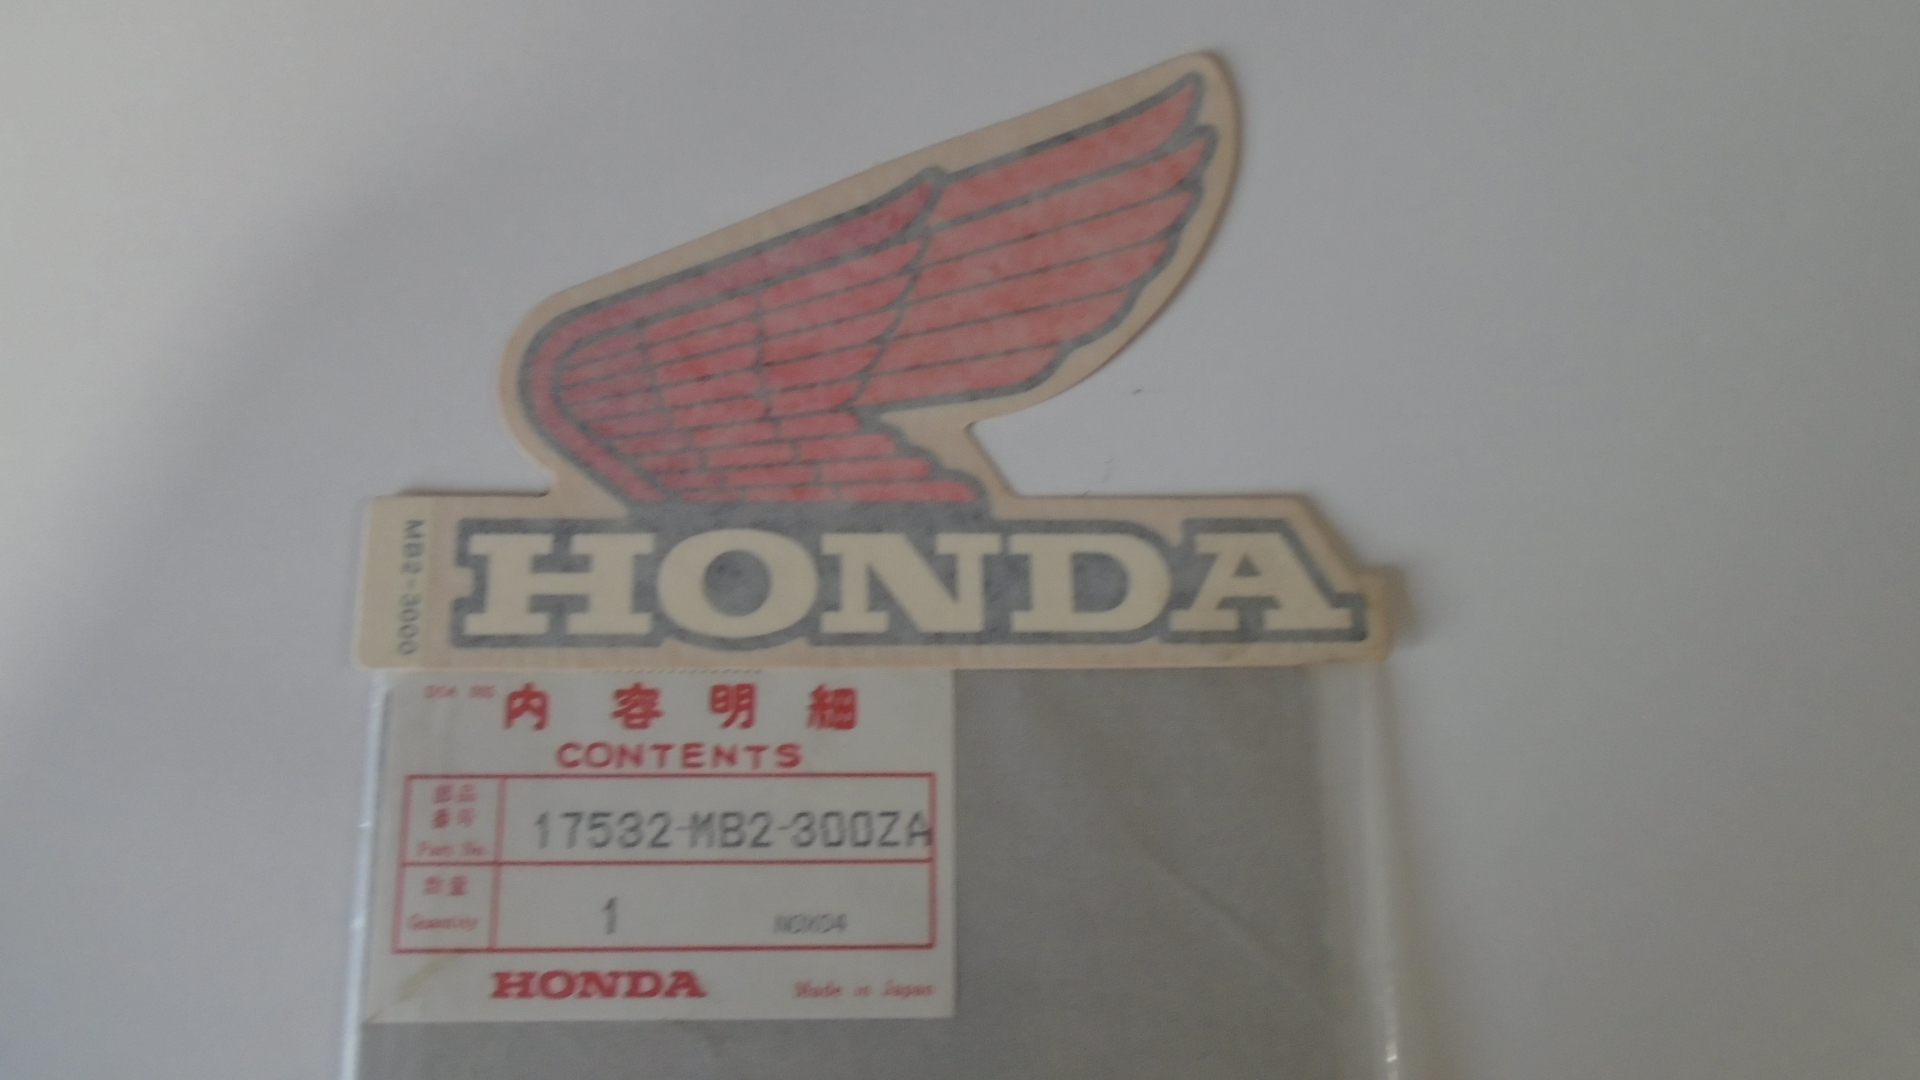 HONDA
MB2-3000
内容明細
CONTENTS
部品
番号
Part No.
17532-MB2-300ZA
数量
Quantity
1
HONDA
Made in Japan